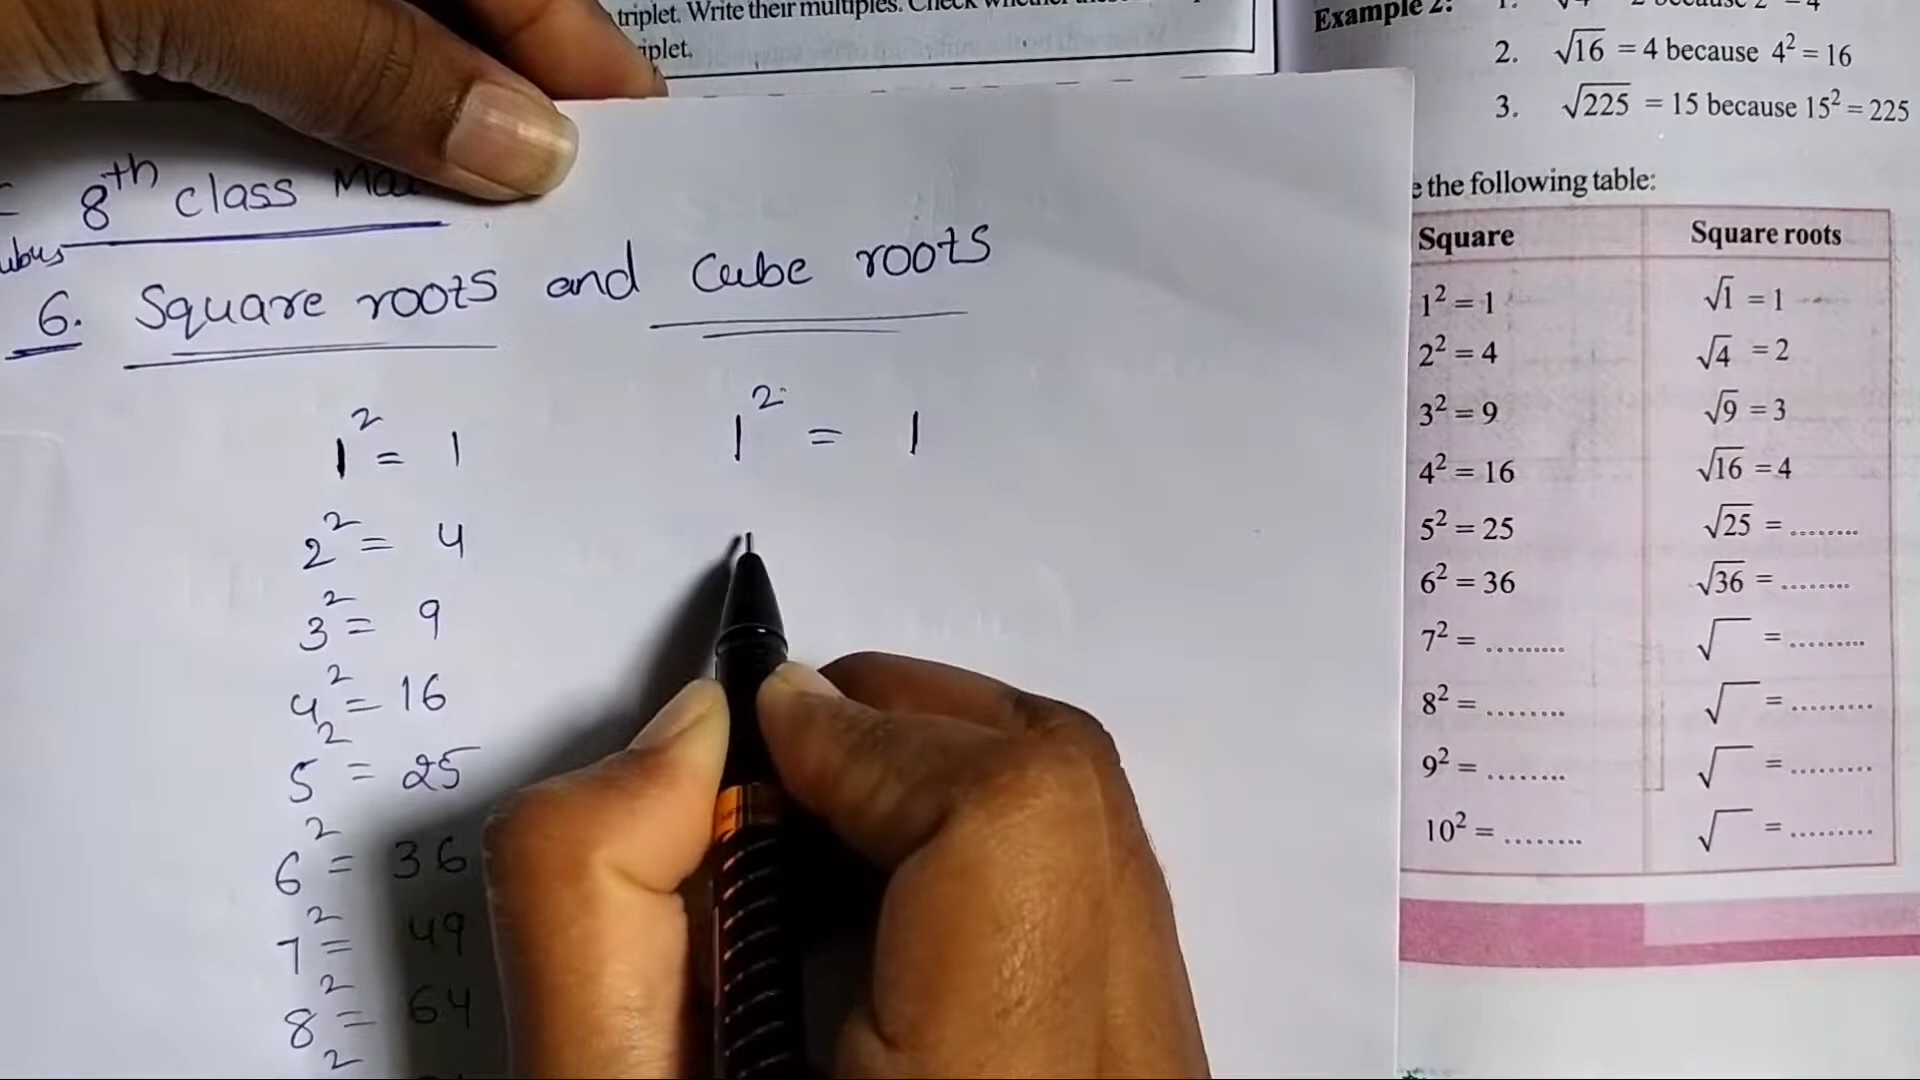 triplet. Write their multiples.
triplet.
Example 2:
2. √16 = 4 because 4² = 16
3. √225 = 15 because 15² = 225
8th class
6. Square roots and Cube roots
1² = 1
2² = 4
3² = 9
4² = 16
5² = 25
6² = 36
7² = 49
8² = 64
2
1² = 1
the following table:
Square Square roots
1² = 1 √1 = 1
2² = 4 √4 = 2
3² = 9 √9 = 3
4² = 16 √16 = 4
5² = 25 √25 = ........
6² = 36 √36 = ........
7² = ......... √ = .........
8² = ......... √ = .........
9² = ......... √ = .........
10² = ......... √ = .........